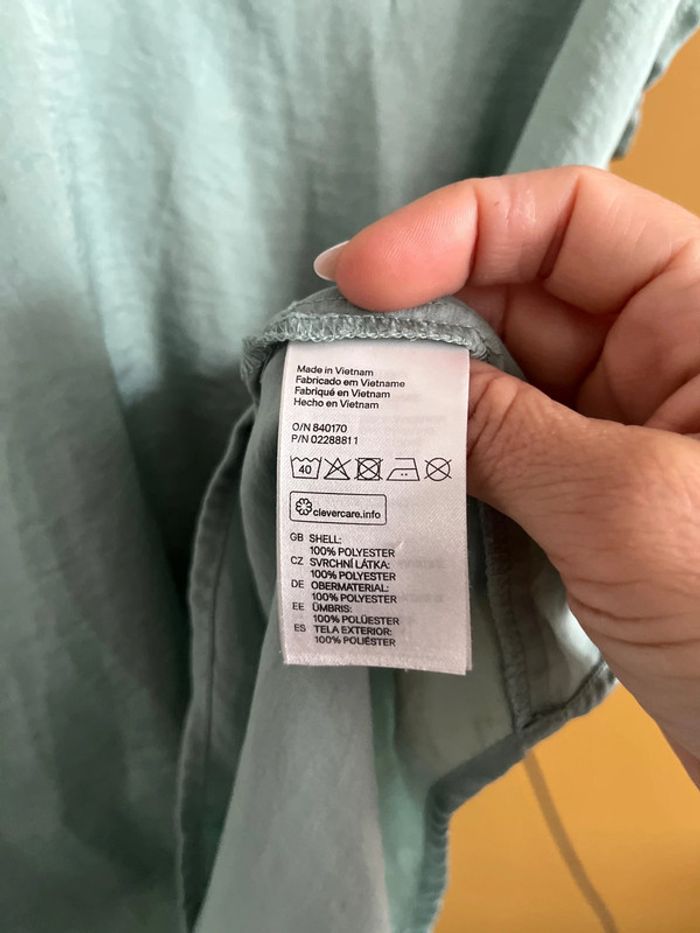 Made in Vietnam
Fabricado em Vietname
Fabriqué en Vietnam
Hecho en Vietnam
O/N 840170
P/N 02288811
40
clevercare.info
GB SHELL:
100% POLYESTER
CZ SVRCHNÍ LÁTKA:
100% POLYESTER
DE OBERMATERIAL:
100% POLYESTER
EE ÜMBRIS:
100% POLÜESTER
ES TELA EXTERIOR:
100% POLIÉSTER